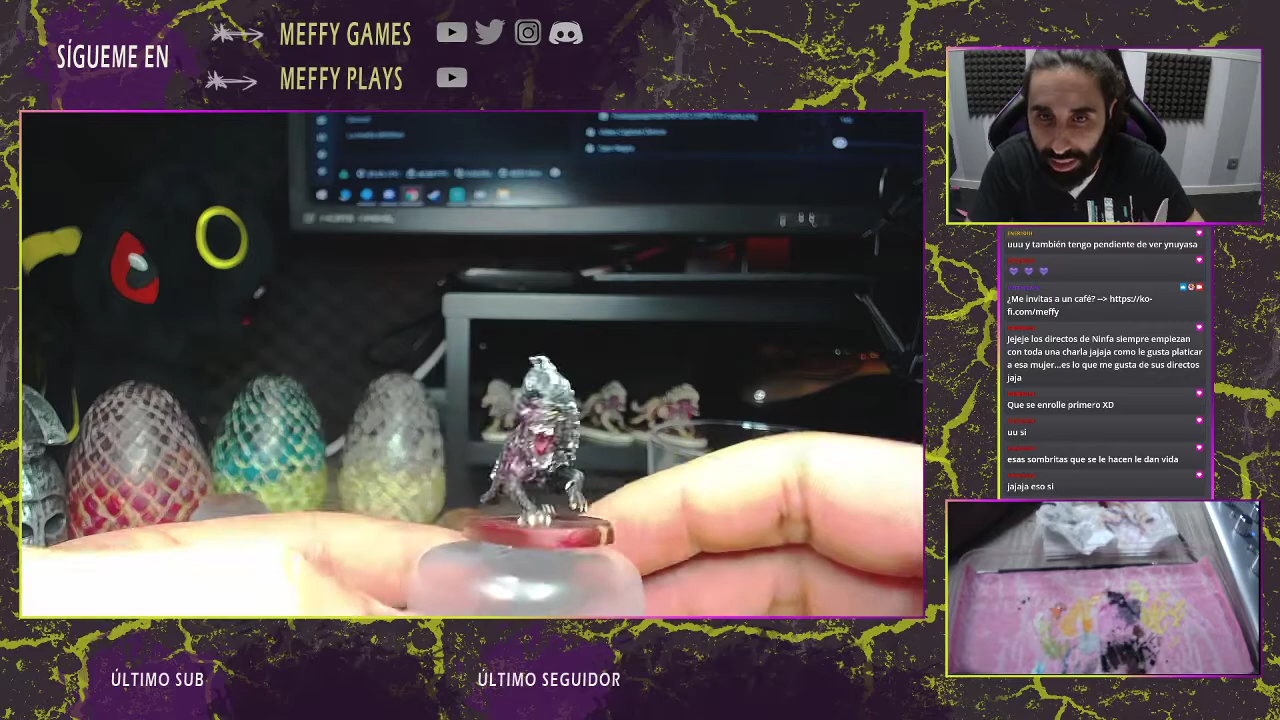 SÍGUEME EN
MEFFY GAMES
MEFFY PLAYS
uuu y también tengo pendiente de ver ynuyasa
¿Me invitas a un café? --> https://ko-
fi.com/meffy
Jejeje los directos de Ninfa siempre empiezan
con toda una charla jajaja como le gusta platicar
a esa mujer...es lo que me gusta de sus directos
jaja
Que se enrolle primero XD
uu si
esas sombritas que se le hacen le dan vida
jajaja eso si
ÚLTIMO SUB
ÚLTIMO SEGUIDOR